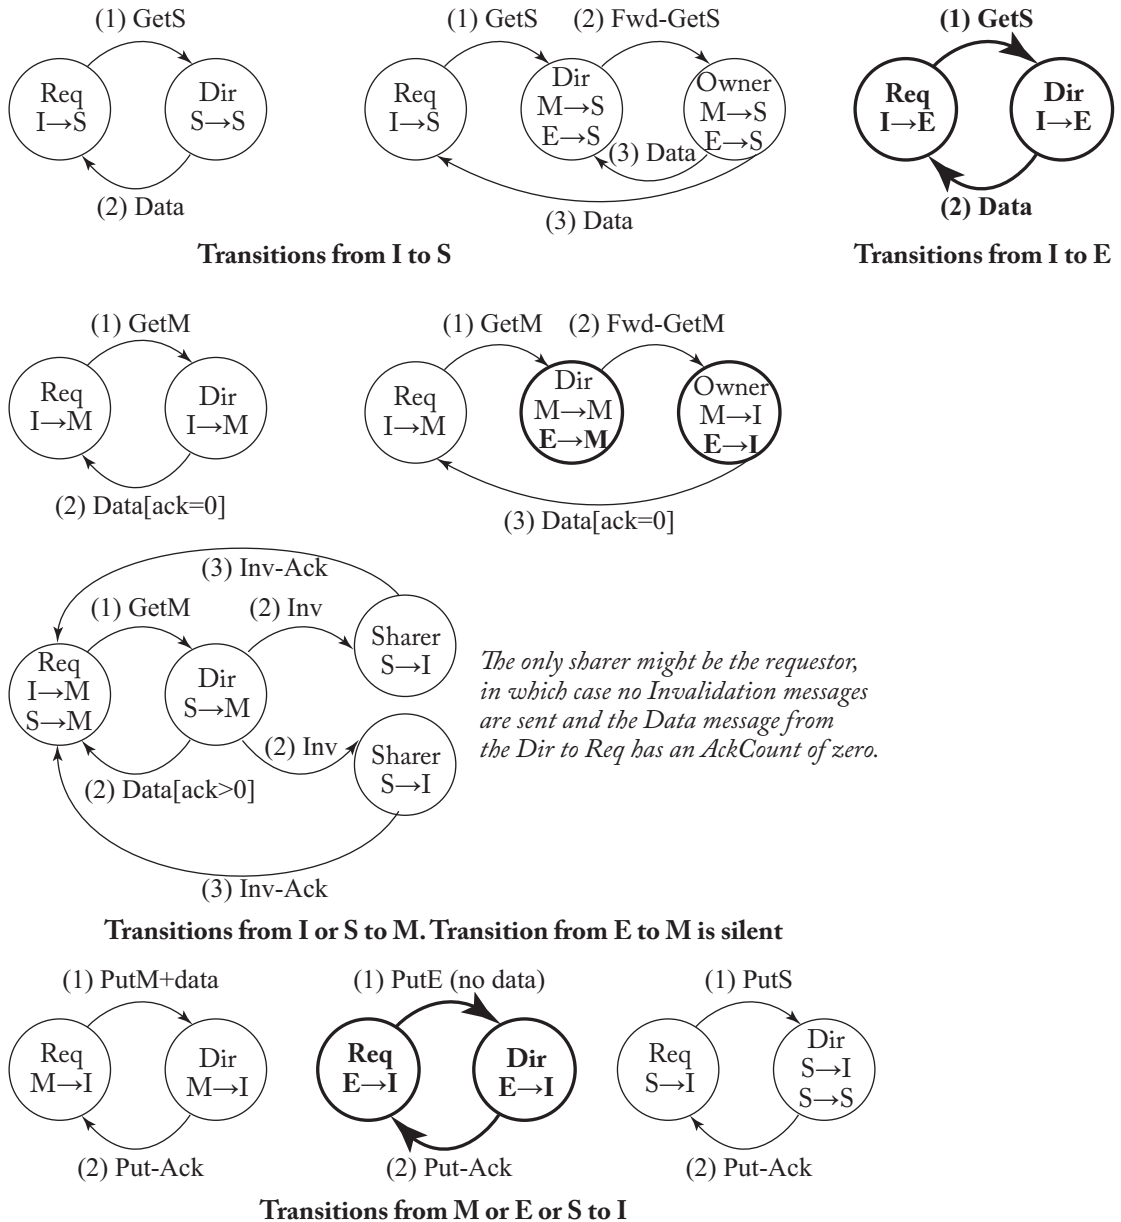 (1) GetS
Req
I→S
Dir
S→S
(2) Data
(1) GetS
(2) Fwd-GetS
Req
I→S
Dir
M→S
E→S
Owner
M→S
E→S
(3) Data
(3) Data
Transitions from I to S
(1) GetS
Req
I→E
Dir
I→E
(2) Data
Transitions from I to E
(1) GetM
Req
I→M
Dir
I→M
(2) Data[ack=0]
(1) GetM
(2) Fwd-GetM
Req
I→M
Dir
M→M
E→M
Owner
M→I
E→I
(3) Data[ack=0]
(3) Inv-Ack
(1) GetM
(2) Inv
Req
I→M
S→M
Dir
S→M
Sharer
S→I
(2) Inv
Sharer
S→I
(2) Data[ack>0]
(3) Inv-Ack
The only sharer might be the requestor,
in which case no Invalidation messages
are sent and the Data message from
the Dir to Req has an AckCount of zero.
Transitions from I or S to M. Transition from E to M is silent
(1) PutM+data
Req
M→I
Dir
M→I
(2) Put-Ack
(1) PutE (no data)
Req
E→I
Dir
E→I
(2) Put-Ack
(1) PutS
Req
S→I
Dir
S→I
S→S
(2) Put-Ack
Transitions from M or E or S to I